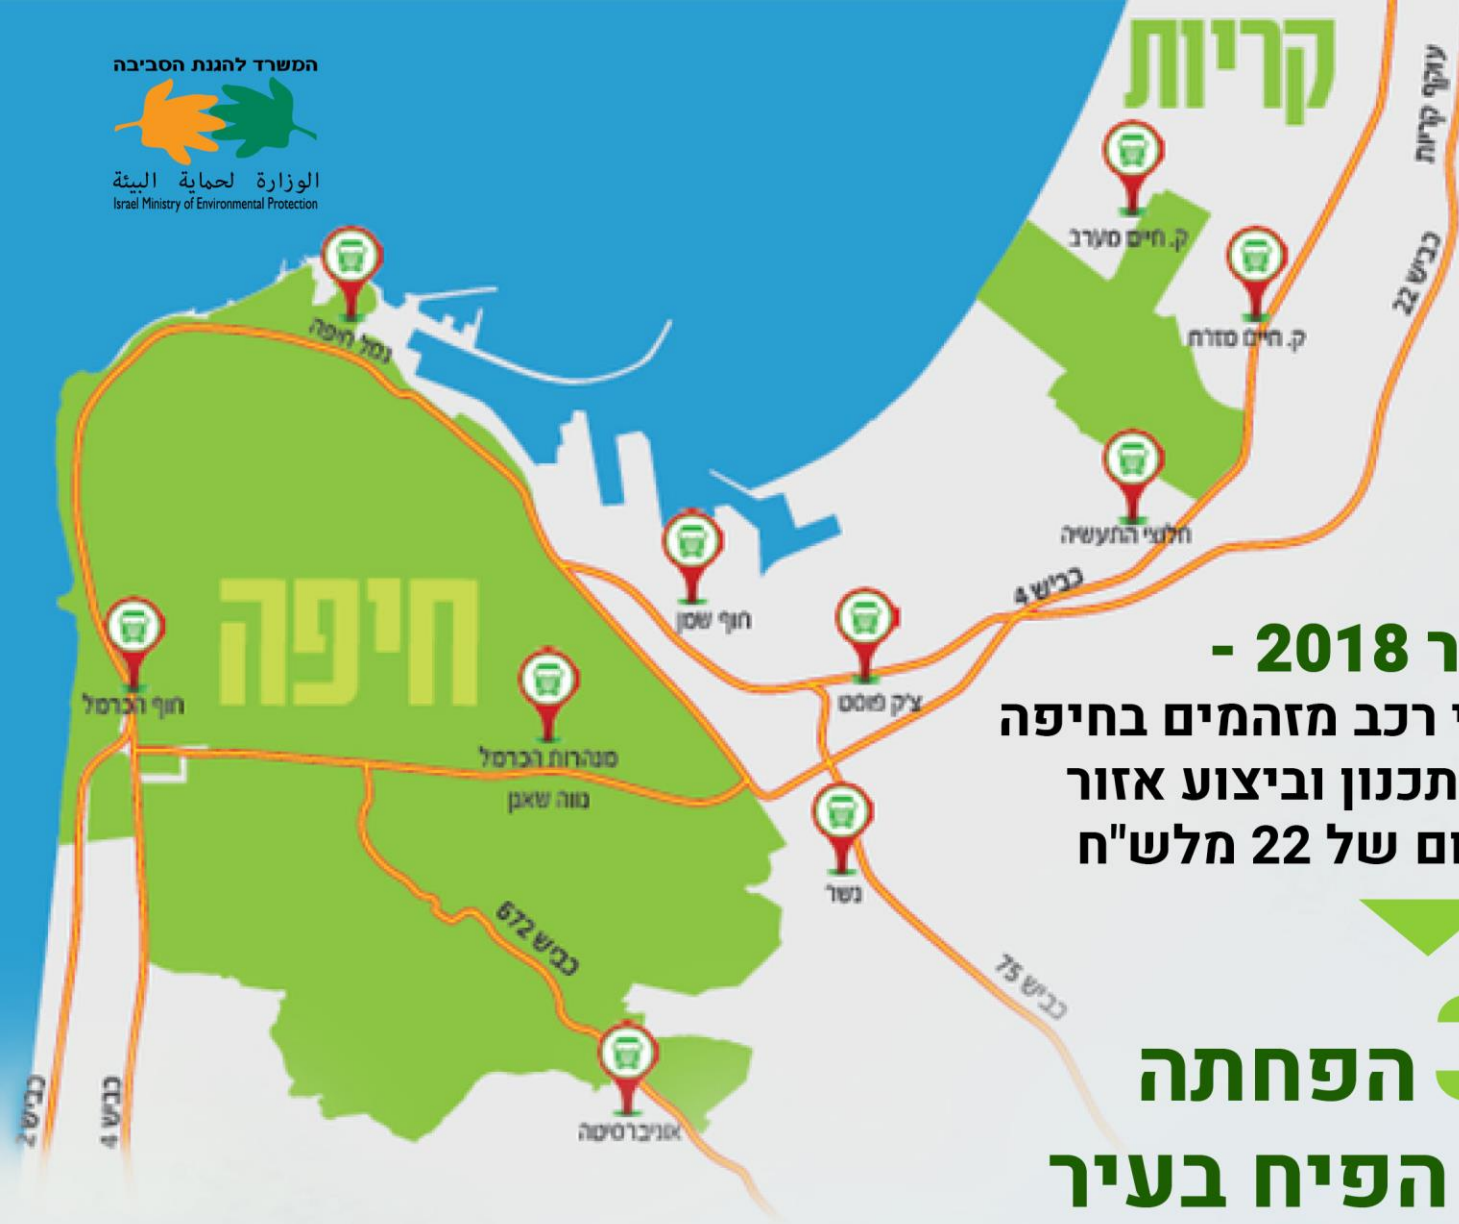 המשרד להגנת הסביבה
الوزارة لحماية البيئة
Israel Ministry of Environmental Protection
קריות
עוקף קריות
כביש 22
ק. חיים מערב
ק. חיים מזרח
נמל חיפה
חלוצי התעשיה
כביש 4
חוף שמן
צ'ק פוסט
חיפה
חוף הכרמל
מנהרות הכרמל
נווה שאנן
נשר
כביש 672
כביש 75
אוניברסיטה
כביש 2
כביש 4
2018 -
רכב מזהמים בחיפה
תכנון וביצוע אזור
של 22 מלש"ח
הפחתה
הפיח בעיר